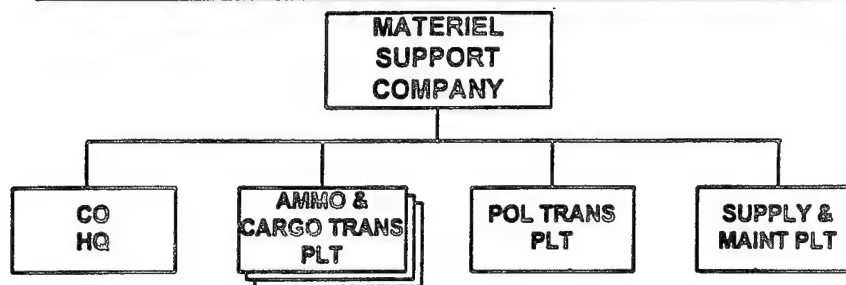 MATERIEL
SUPPORT
COMPANY
CO
HQ
AMMO &
CARGO TRANS
PLT
POL TRANS
PLT
SUPPLY &
MAINT PLT